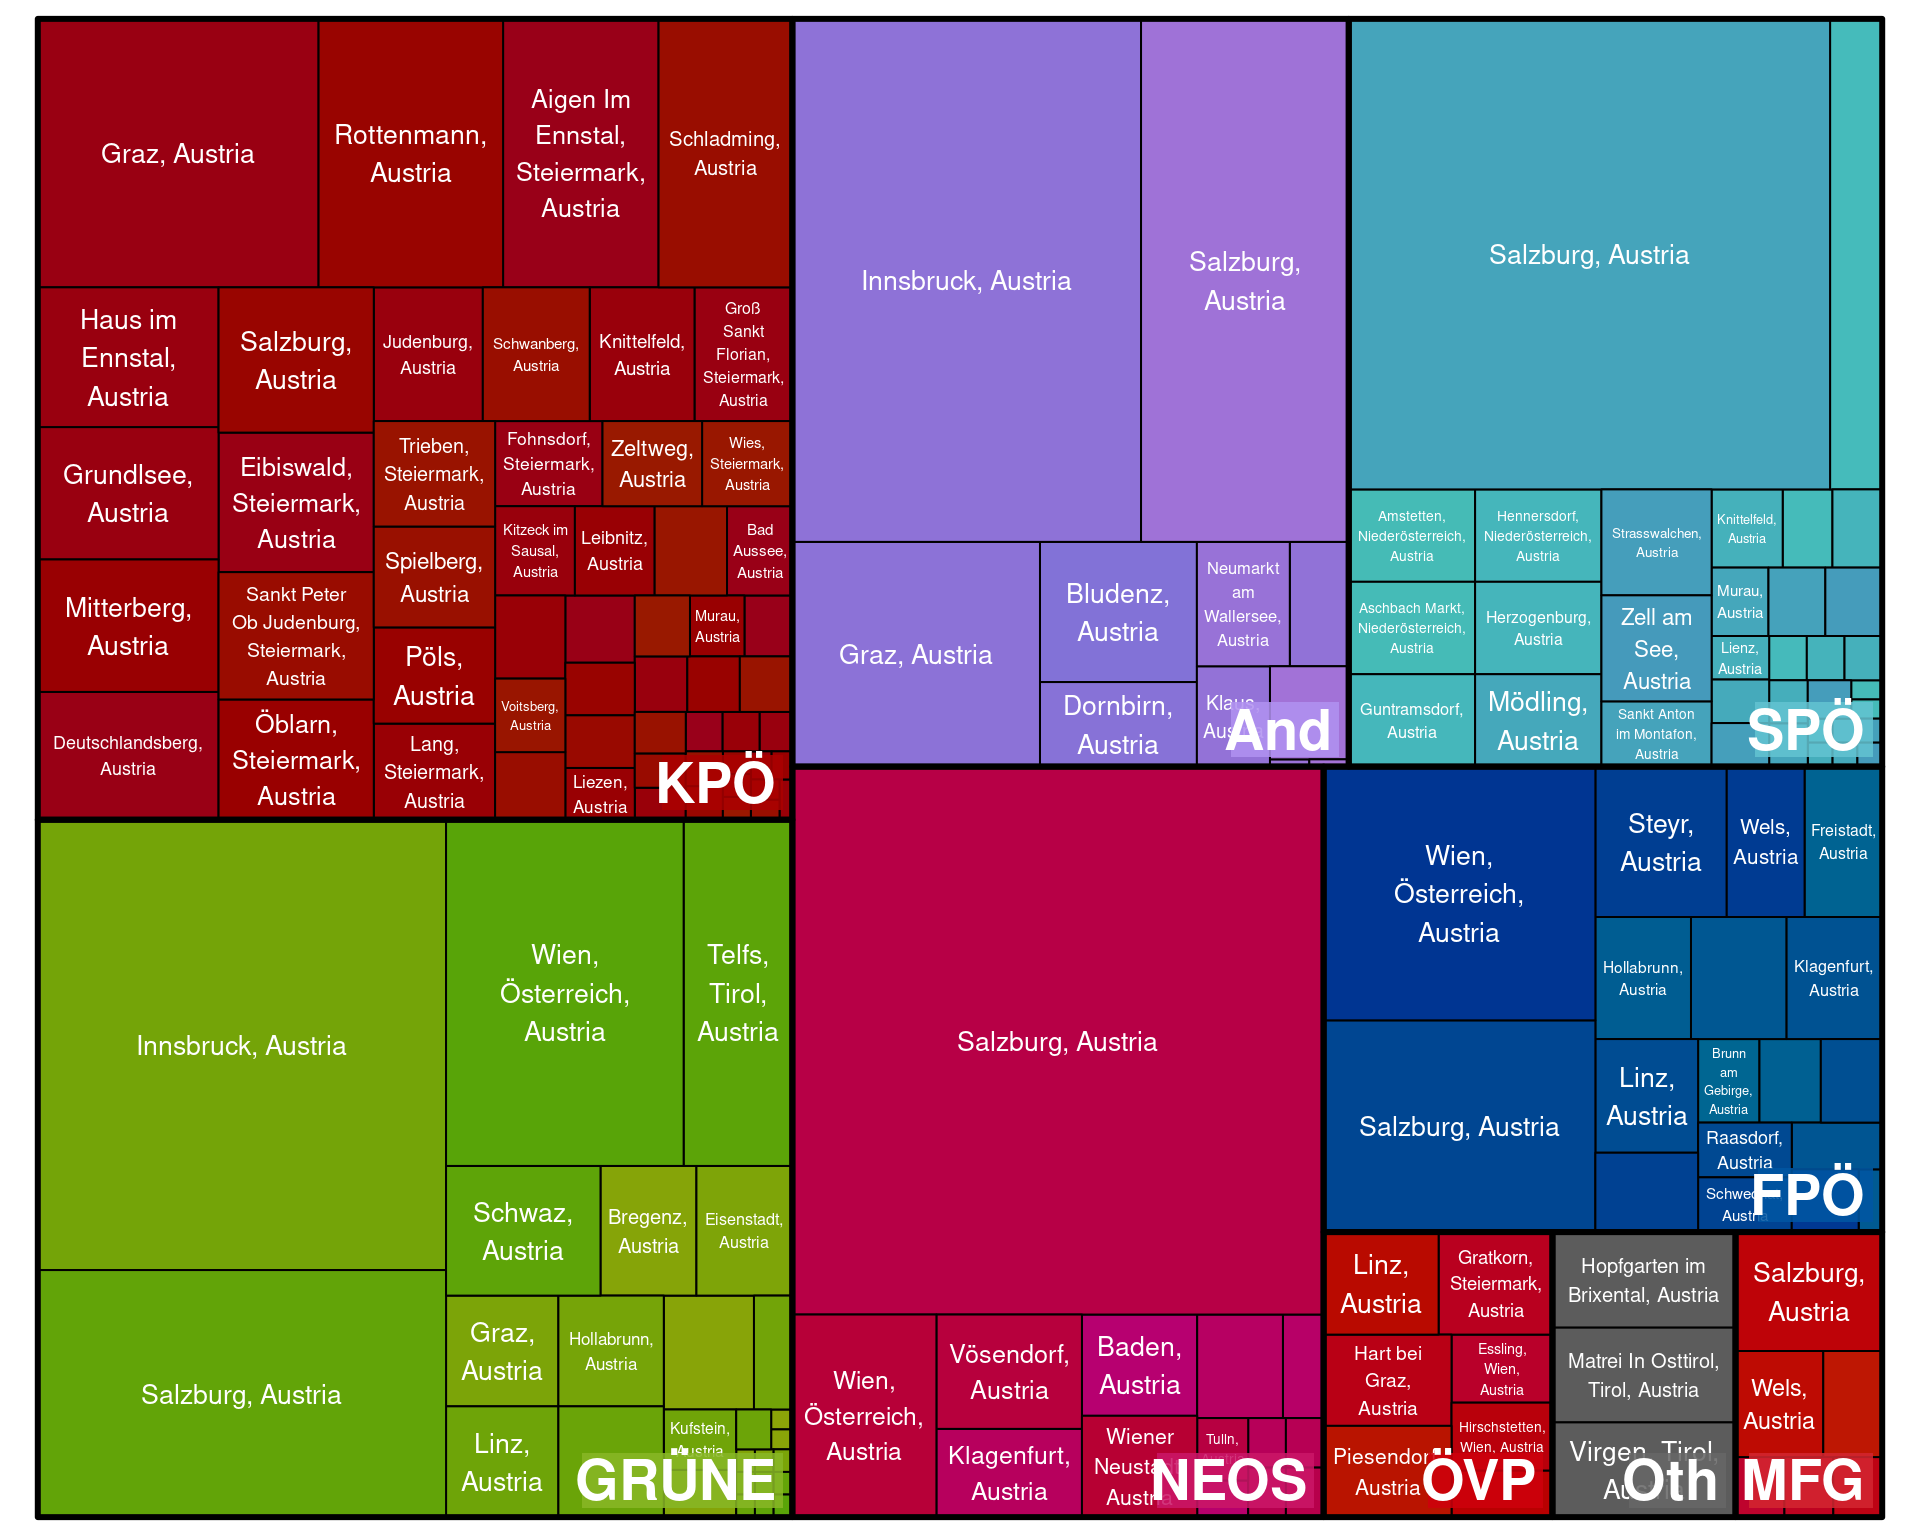 Graz, Austria
Rottenmann,
Austria
Aigen Im
Ennstal,
Steiermark,
Austria
Schladming,
Austria
Haus im
Ennstal,
Austria
Salzburg,
Austria
Judenburg,
Austria
Schwanberg,
Austria
Knittelfeld,
Austria
Groß
Sankt
Florian,
Steiermark,
Austria
Grundlsee,
Austria
Eibiswald,
Steiermark,
Austria
Trieben,
Steiermark,
Austria
Fohnsdorf,
Steiermark,
Austria
Zeltweg,
Austria
Wies,
Steiermark,
Austria
Kitzeck im
Sausal,
Austria
Leibnitz,
Austria
Bad
Aussee,
Austria
Spielberg,
Austria
Mitterberg,
Austria
Sankt Peter
Ob Judenburg,
Steiermark,
Austria
Pöls,
Austria
Murau,
Austria
Voitsberg,
Austria
Deutschlandsberg,
Austria
Öblarn,
Steiermark,
Austria
Lang,
Steiermark,
Austria
Liezen,
Austria
KPÖ
Innsbruck, Austria
Salzburg,
Austria
Graz, Austria
Bludenz,
Austria
Dornbirn,
Austria
Neumarkt
am
Wallersee,
Austria
Klaus,
And
Salzburg, Austria
Amstetten,
Niederösterreich,
Austria
Hennersdorf,
Niederösterreich,
Austria
Strasswalchen,
Austria
Knittelfeld,
Austria
Aschbach Markt,
Niederösterreich,
Austria
Herzogenburg,
Austria
Zell am
See,
Austria
Murau,
Austria
Lienz,
Austria
Guntramsdorf,
Austria
Mödling,
Austria
Sankt Anton
im Montafon,
Austria
SPÖ
Innsbruck, Austria
Wien,
Österreich,
Austria
Telfs,
Tirol,
Austria
Salzburg, Austria
Schwaz,
Austria
Bregenz,
Austria
Eisenstadt,
Austria
Graz,
Austria
Hollabrunn,
Austria
Linz,
Austria
Kufstein,
Austria
GRÜNE
Salzburg, Austria
Wien,
Österreich,
Austria
Vösendorf,
Austria
Baden,
Austria
Klagenfurt,
Austria
Wiener
Neustadt,
Austria
Tulln,
NEOS
Wien,
Österreich,
Austria
Steyr,
Austria
Wels,
Austria
Freistadt,
Austria
Hollabrunn,
Austria
Klagenfurt,
Austria
Salzburg, Austria
Linz,
Austria
Brunn
am
Gebirge,
Austria
Raasdorf,
Austria
Austria
FPÖ
Linz,
Austria
Gratkorn,
Steiermark,
Austria
Hart bei
Graz,
Austria
Essling,
Wien,
Austria
Hirschstetten,
Wien, Austria
Piesendorf,
Austria
ÖVP
Hopfgarten im
Brixental, Austria
Matrei In Osttirol,
Tirol, Austria
Virgen, Tirol,
Austria
Oth
Salzburg,
Austria
Wels,
Austria
MFG